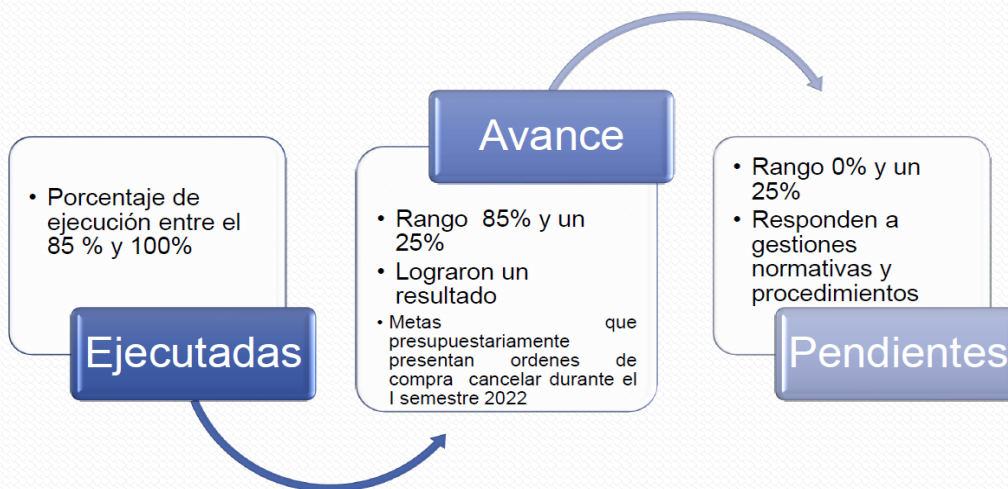 • Porcentaje de
ejecución entre el
85 % y 100%
Ejecutadas
Avance
• Rango 85% y un
25%
• Lograron un
resultado
• Metas que
presupuestariamente
presentan ordenes de
compra cancelar durante el
I semestre 2022
• Rango 0% y un
25%
• Responden a
gestiones
normativas y
procedimientos
Pendientes